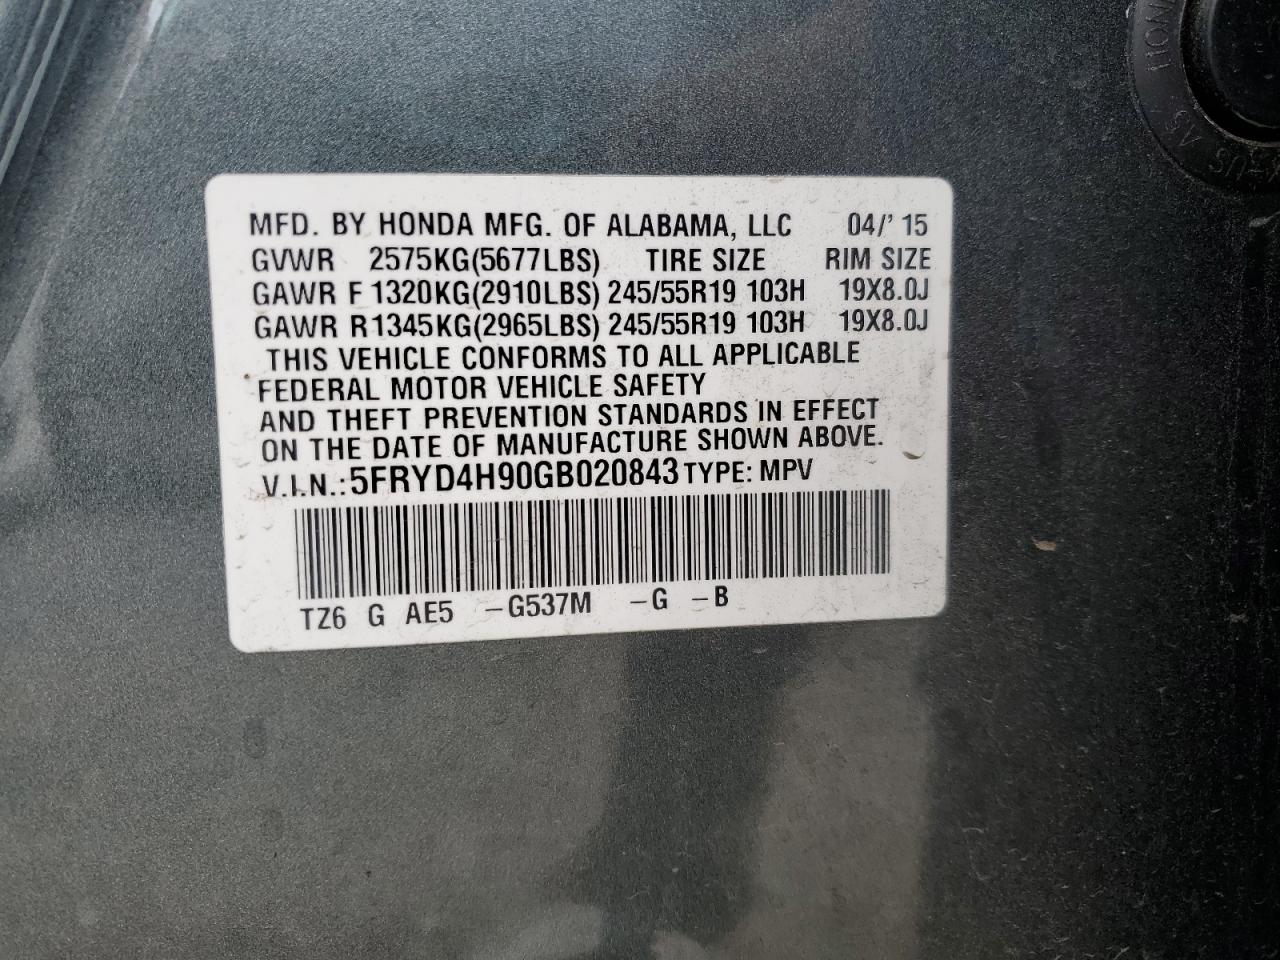 MFD. BY HONDA MFG. OF ALABAMA, LLC 04/' 15
GVWR 2575KG(5677LBS) TIRE SIZE RIM SIZE
GAWR F 1320KG(2910LBS) 245/55R19 103H 19X8.0J
GAWR R1345KG(2965LBS) 245/55R19 103H 19X8.0J
THIS VEHICLE CONFORMS TO ALL APPLICABLE
FEDERAL MOTOR VEHICLE SAFETY
AND THEFT PREVENTION STANDARDS IN EFFECT
ON THE DATE OF MANUFACTURE SHOWN ABOVE.
V.I.N.:5FRYD4H90GB020843 TYPE: MPV
TZ6 G AE5 -G537M -G -B